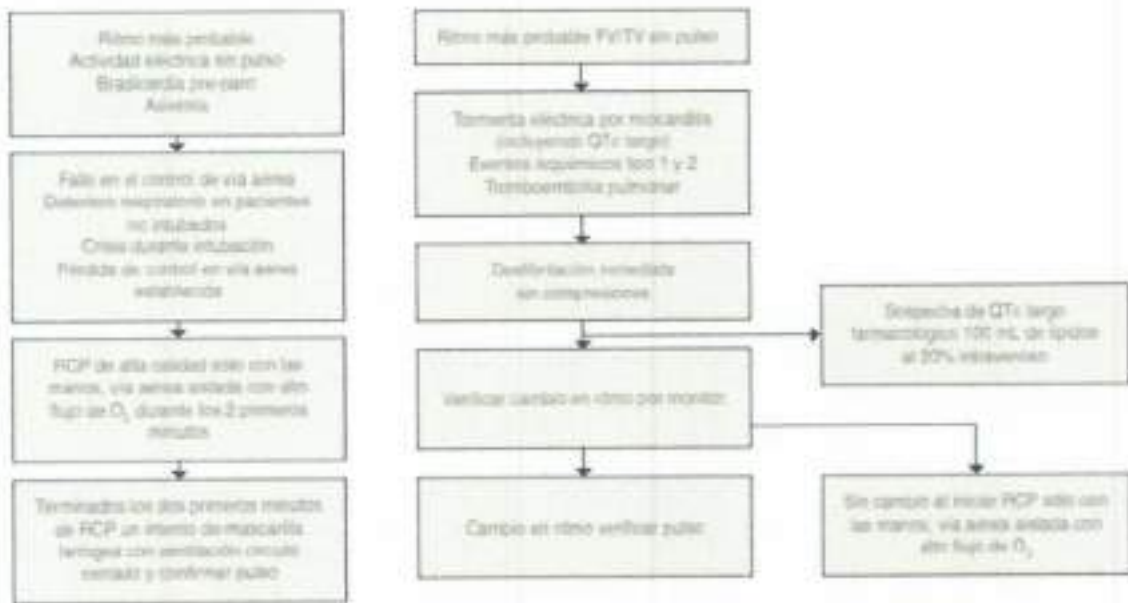 Ritmo más probable
Actividad eléctrica sin pulso
Bradicardia pre-paro
Asistolia
Fallo en el control de vía aérea
Deterioro respiratorio en pacientes
no intubados
Crisis durante intubación
Pérdida de control en vía aérea
establecida
RCP de alta calidad sólo con las
manos, vía aérea aislada con alto
flujo de O₂ durante los 2 primeros
minutos
Terminados los dos primeros minutos
de RCP un intento de mascarilla
laríngea con ventilación circuito
cerrado y confirmar pulso
Ritmo más probable FV/TV sin pulso
Tormenta eléctrica por miocarditis
(incluyendo QTc largo)
Eventos isquémicos tipo 1 y 2
Tromboembolia pulmonar
Desfibrilación inmediata
sin compresiones
Sospecha de QTc largo
farmacológico 100 mL de lípidos
al 20% intravenoso
Verificar cambio en ritmo por monitor
Cambio en ritmo verificar pulso
Sin cambio al iniciar RCP sólo con
las manos, vía aérea aislada con
alto flujo de O₂